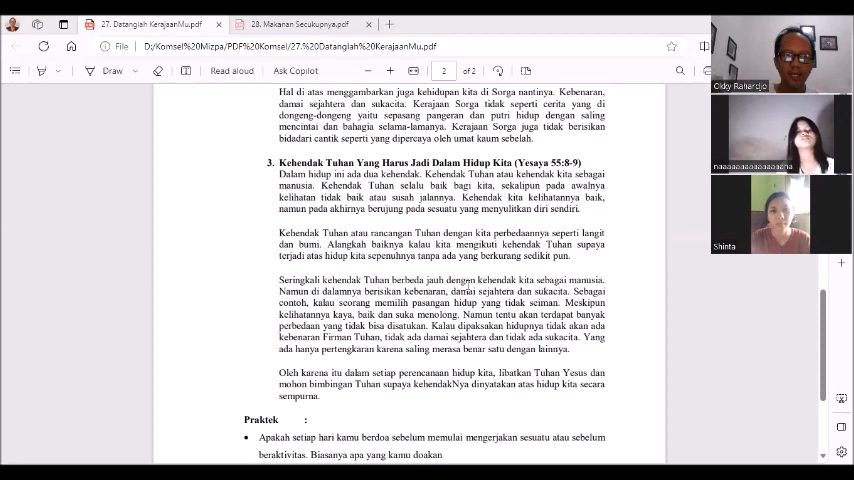 27. Datanglah KerajaanMu.pdf
28. Makanan Secukupnya.pdf
File
D:/Komsel%20Mizpa/PDF%20Komsel/27.%20Datanglah%20KerajaanMu.pdf
Draw
Read aloud
Ask Copilot
2
of 2
Hal di atas menggambarkan juga kehidupan kita di Sorga nantinya. Kebenaran,
damai sejahtera dan sukacita. Kerajaan Sorga tidak seperti cerita yang di
dongeng-dongeng yaitu sepasang pangeran dan putri hidup dengan saling
mencintai dan bahagia selama-lamanya. Kerajaan Sorga juga tidak berisikan
bidadari cantik seperti yang dipercaya oleh umat kaum sebelah.
3. Kehendak Tuhan Yang Harus Jadi Dalam Hidup Kita (Yesaya 55:8-9)
Dalam hidup ini ada dua kehendak. Kehendak Tuhan atau kehendak kita sebagai
manusia. Kehendak Tuhan selalu baik bagi kita, sekalipun pada awalnya
kelihatan tidak baik atau susah jalannya. Kehendak kita kelihatannya baik,
namun pada akhirnya berujung pada sesuatu yang menyulitkan diri sendiri.
Kehendak Tuhan atau rancangan Tuhan dengan kita perbedaannya seperti langit
dan bumi. Alangkah baiknya kalau kita mengikuti kehendak Tuhan supaya
terjadi atas hidup kita sepenuhnya tanpa ada yang berkurang sedikit pun.
Seringkali kehendak Tuhan berbeda jauh dengan kehendak kita sebagai manusia.
Namun di dalamnya berisikan kebenaran, damai sejahtera dan sukacita. Sebagai
contoh, kalau seorang memilih pasangan hidup yang tidak seiman. Meskipun
kelihatannya kaya, baik dan suka menolong. Namun tentu akan terdapat banyak
perbedaan yang tidak bisa disatukan. Kalau dipaksakan hidupnya tidak akan ada
kebenaran Firman Tuhan, tidak ada damai sejahtera dan tidak ada sukacita. Yang
ada hanya pertengkaran karena saling merasa benar satu dengan lainnya.
Oleh karena itu dalam setiap perencanaan hidup kita, libatkan Tuhan Yesus dan
mohon bimbingan Tuhan supaya kehendakNya dinyatakan atas hidup kita secara
sempurna.
Praktek :
• Apakah setiap hari kamu berdoa sebelum memulai mengerjakan sesuatu atau sebelum
beraktivitas. Biasanya apa yang kamu doakan
Okky Rahardjo
Shinta